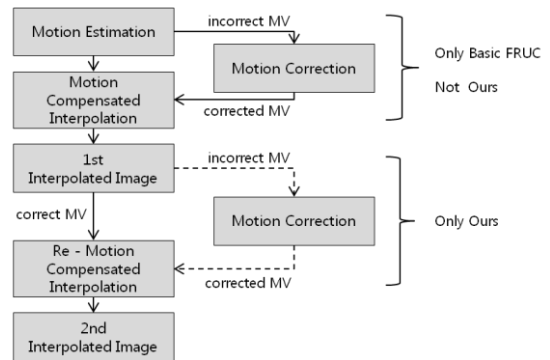 Motion Estimation
incorrect MV
Motion Correction
Only Basic FRUC
Not Ours
Motion
Compensated
Interpolation
corrected MV
1st
Interpolated Image
incorrect MV
correct MV
Motion Correction
Only Ours
Re - Motion
Compensated
Interpolation
corrected MV
2nd
Interpolated Image